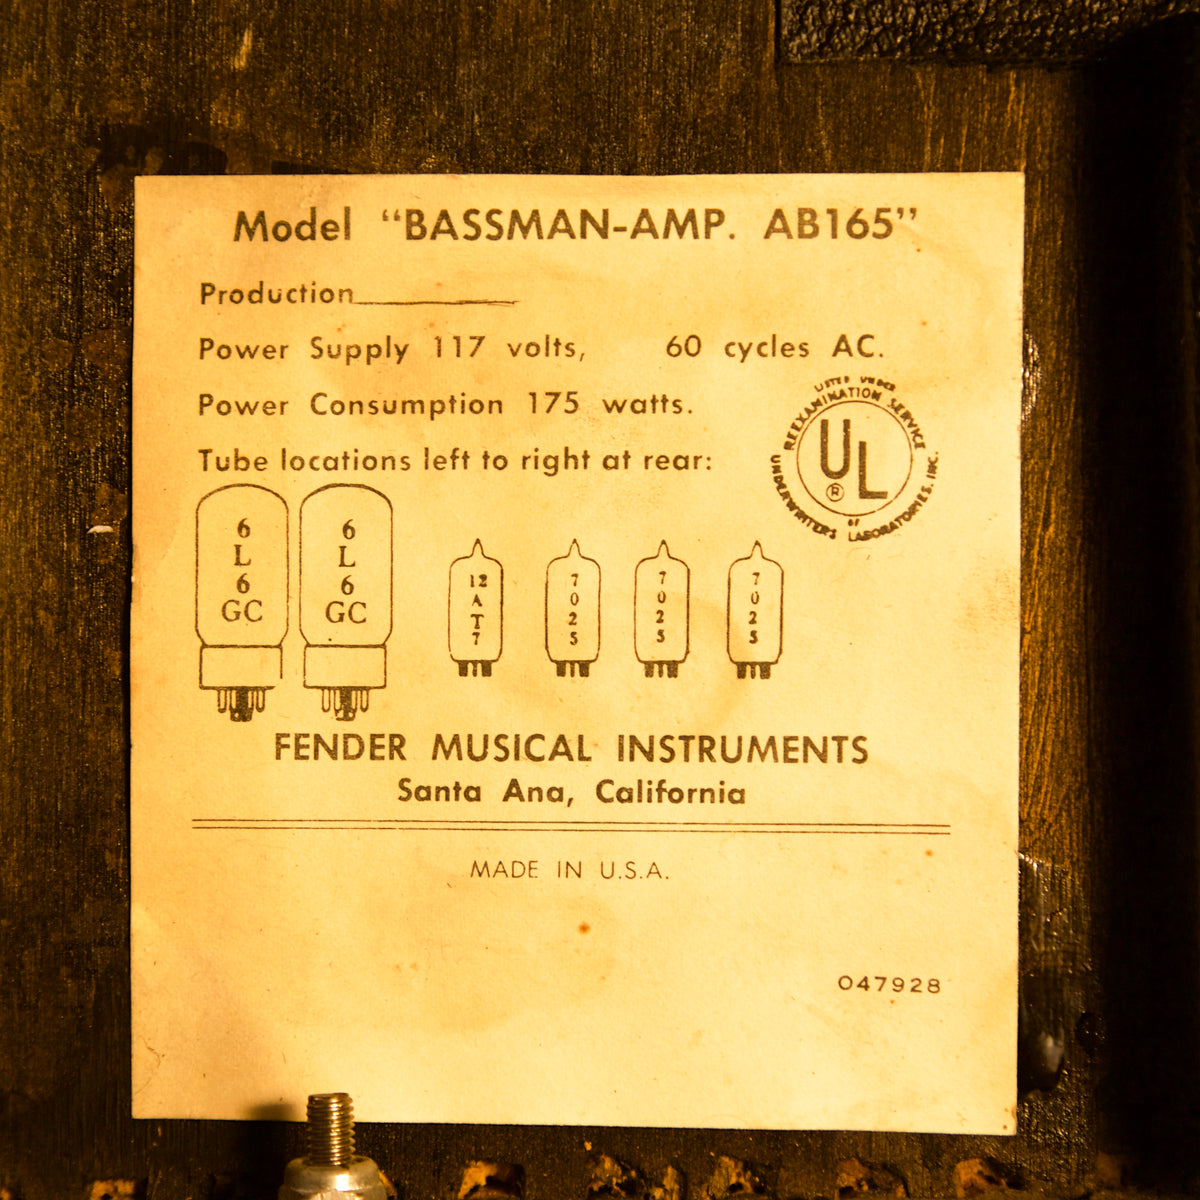 Model “BASSMAN-AMP. AB165”
Production
Power Supply 117 volts, 60 cycles AC.
Power Consumption 175 watts.
LISTED UNDER
REEXAMINATION SERVICE
UL
®
OF
UNDERWRITERS LABORATORIES, INC.
Tube locations left to right at rear:
6
L
6
GC
6
L
6
GC
12
A
T
7
7
0
2
5
7
0
2
5
7
0
2
5
FENDER MUSICAL INSTRUMENTS
Santa Ana, California
MADE IN U.S.A.
047928